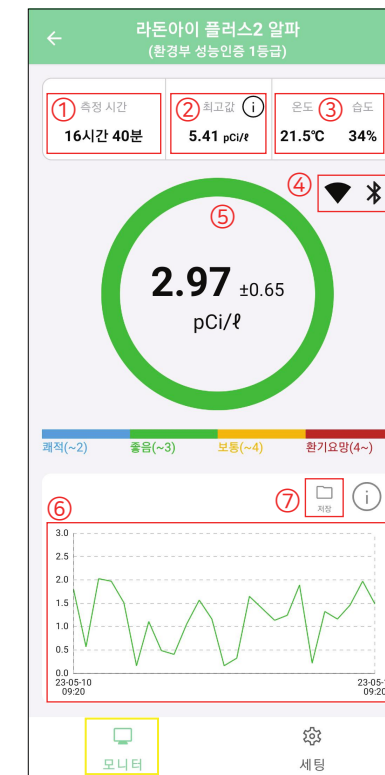 라돈아이 플러스2 알파
(환경부 성능인증 1등급)
① 측정 시간
16시간 40분
② 최고값 i
5.41 pCi/ℓ
온도 ③ 습도
21.5℃ 34%
④
⑤
2.97 ±0.65
pCi/ℓ
쾌적(~2) 좋음(~3) 보통(~4) 환기요망(4~)
⑥
⑦ 저장 i
3.0
2.5
2.0
1.5
1.0
0.5
0.0
23-05-10
09:20
23-05-
09:20
모니터 세팅